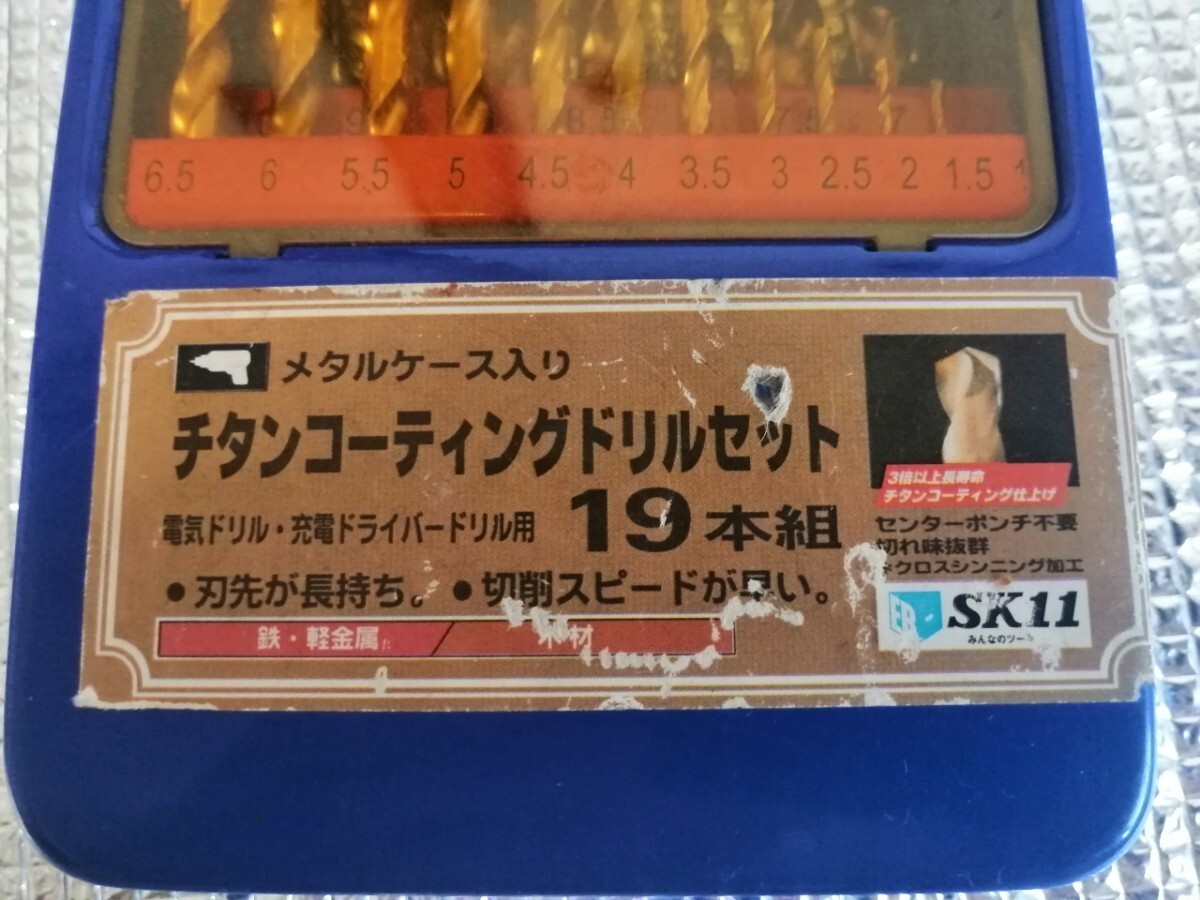 6.5 6 5.5 5 4.5 4 3.5 3 2.5 2 1.5 1
メタルケース入り
チタンコーティングドリルセット
電気ドリル・充電ドライバードリル用 19本組
●刃先が長持ち。●切削スピードが早い。
鉄・軽金属 / 木材
3倍以上長寿命
チタンコーティング仕上げ
センターポンチ不要
切れ味抜群
クロスシンニング加工
SK11
みんなのツール